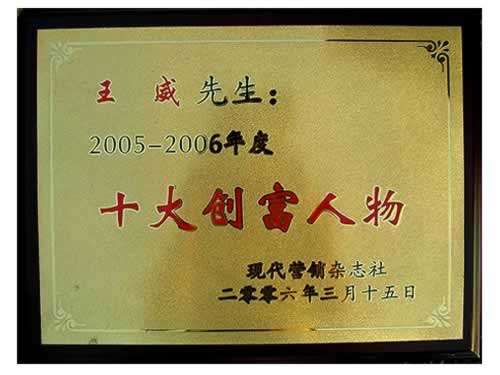 王 威 先生：
2005-2006年度
十大创富人物
现代营销杂志社
二零零六年三月十五日